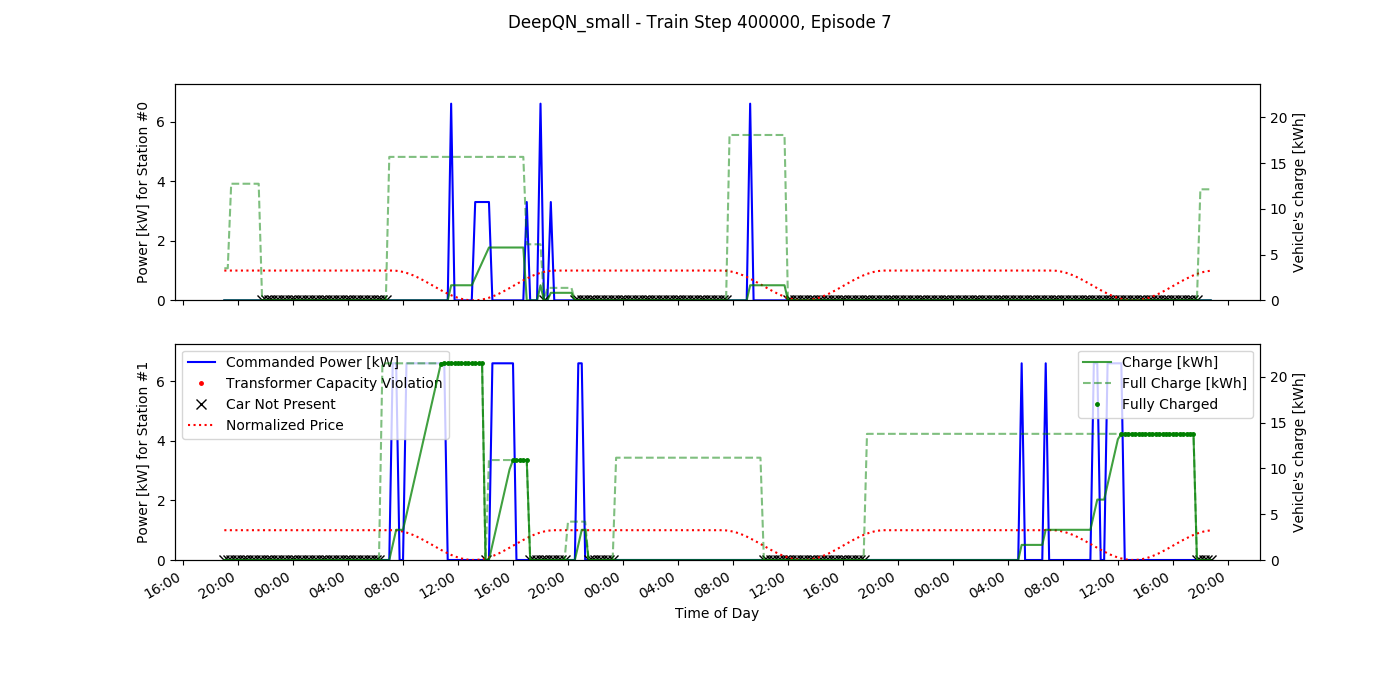 DeepQN_small - Train Step 400000, Episode 7
Power [kW] for Station #0
0
2
4
6
0
5
10
15
20
Vehicle's charge [kWh]
Power [kW] for Station #1
0
2
4
6
Commanded Power [kW]
Transformer Capacity Violation
Car Not Present
Normalized Price
Charge [kWh]
Full Charge [kWh]
Fully Charged
0
5
10
15
20
Vehicle's charge [kWh]
16:00 20:00 00:00 04:00 08:00 12:00 16:00 20:00 00:00 04:00 08:00 12:00 16:00 20:00 00:00 04:00 08:00 12:00 16:00 20:00
Time of Day